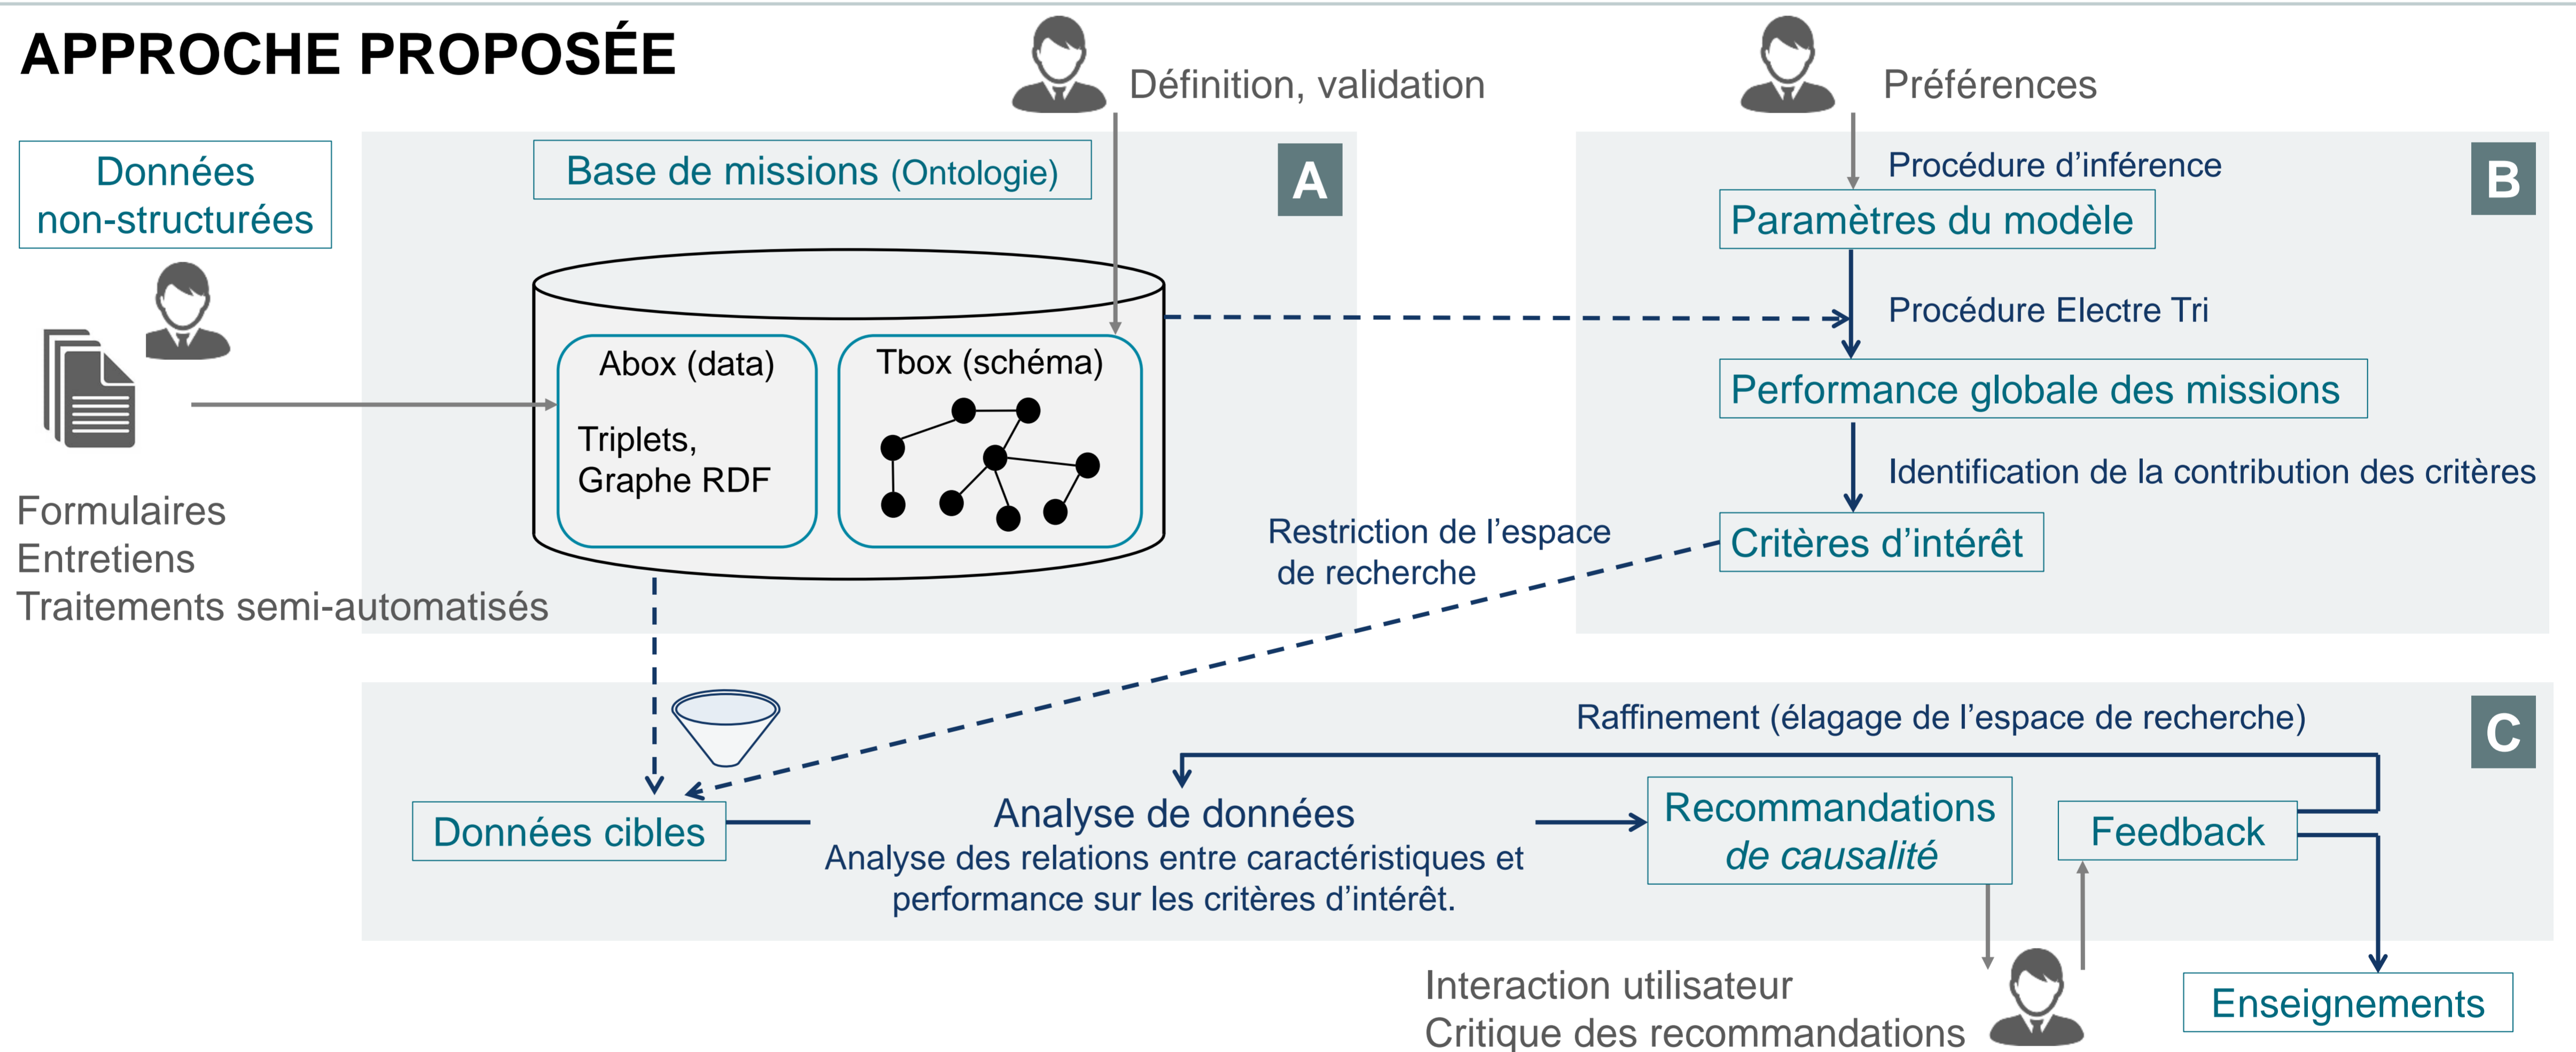 APPROCHE PROPOSÉE
Définition, validation
Préférences
Données
non-structurées
Base de missions (Ontologie)
A
Procédure d’inférence
B
Paramètres du modèle
Procédure Electre Tri
Abox (data)
Triplets,
Graphe RDF
Tbox (schéma)
Performance globale des missions
Identification de la contribution des critères
Formulaires
Entretiens
Traitements semi-automatisés
Restriction de l’espace
de recherche
Critères d’intérêt
Raffinement (élagage de l’espace de recherche)
C
Données cibles
Analyse de données
Analyse des relations entre caractéristiques et
performance sur les critères d’intérêt.
Recommandations
de causalité
Feedback
Interaction utilisateur
Critique des recommandations
Enseignements